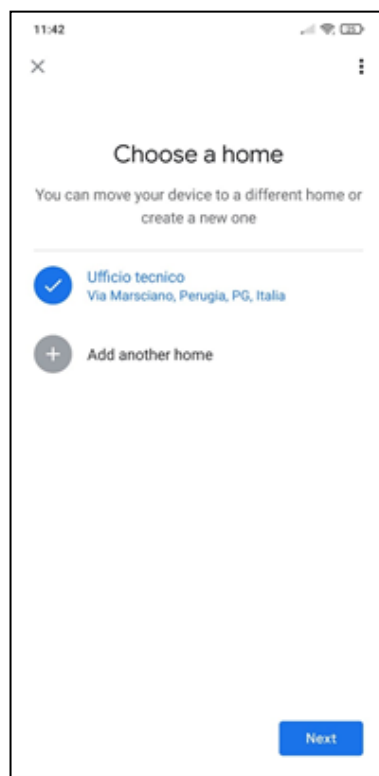 11:42
25
Choose a home
You can move your device to a different home or
create a new one
Ufficio tecnico
Via Marsciano, Perugia, PG, Italia
Add another home
Next